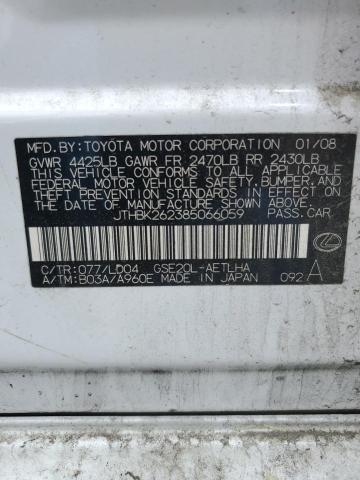 MFD.BY:TOYOTA MOTOR CORPORATION 01/08
GVWR 4425LB GAWR FR 2470LB RR 2430LB
THIS VEHICLE CONFORMS TO ALL APPLICABLE
FEDERAL MOTOR VEHICLE SAFETY, BUMPER, AND
THEFT PREVENTION STANDARDS IN EFFECT ON
THE DATE OF MANUFACTURE SHOWN ABOVE.
JTHBK262385066059 PASS.CAR
C/TR:077/LD04 GSE20L-AETLHA
A/TM:B03A/A960E MADE IN JAPAN 092 A